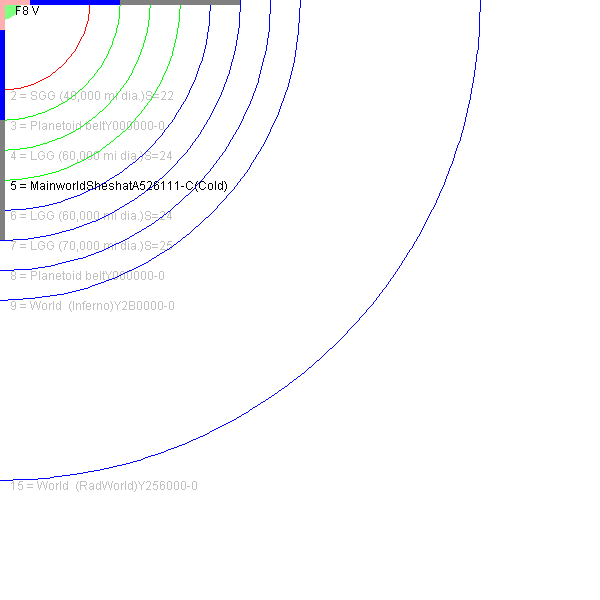 F8 V
2 = SGG (40,000 mi dia.)S=22
3 = Planetoid beltY000000-0
4 = LGG (60,000 mi dia.)S=24
5 = MainworldSheshatA526111-C(Cold)
6 = LGG (60,000 mi dia.)S=24
7 = LGG (70,000 mi dia.)S=25
8 = Planetoid beltY000000-0
9 = World  (Inferno)Y2B0000-0
15 = World  (RadWorld)Y256000-0